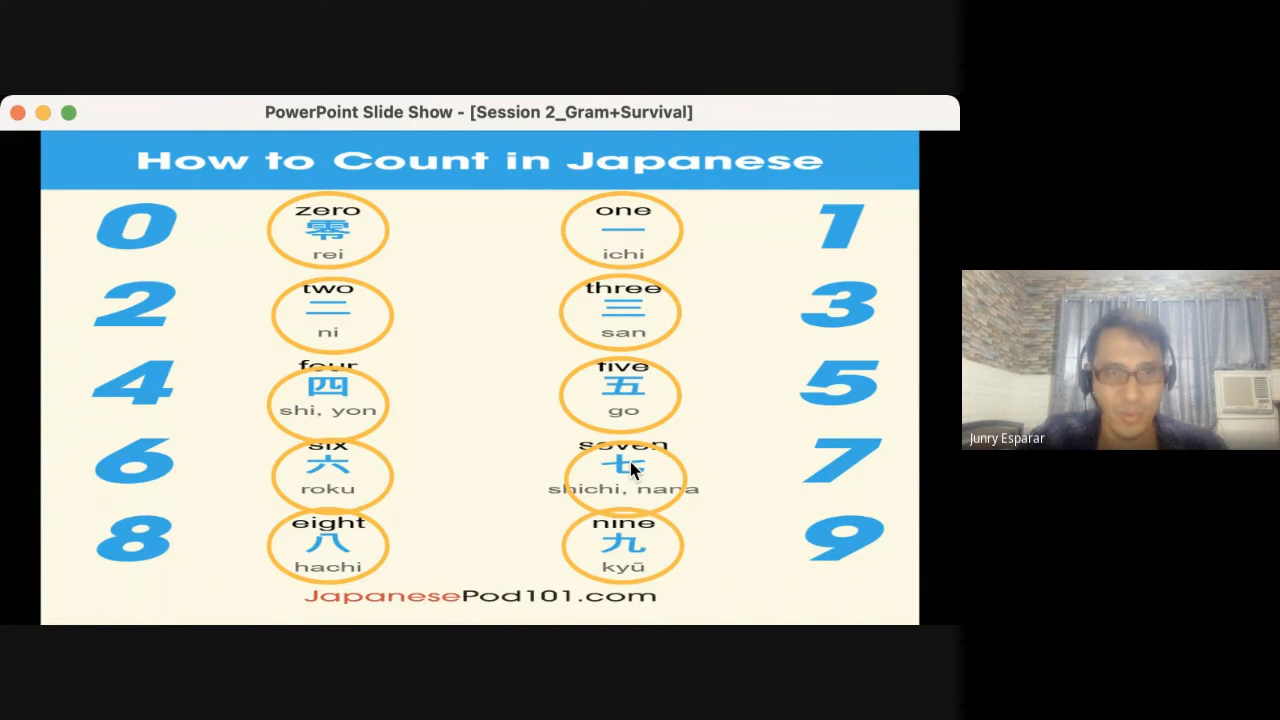 PowerPoint Slide Show - [Session 2_Gram+Survival]
How to Count in Japanese
0 zero one 1
零 一
rei ichi
2 two three 3
二 三
ni san
4 four five 5
四 五
shi, yon go
6 six seven 7
六 七
roku shichi, nana
8 eight nine 9
八 九
hachi kyū
JapanesePod101.com
Junry Esparar